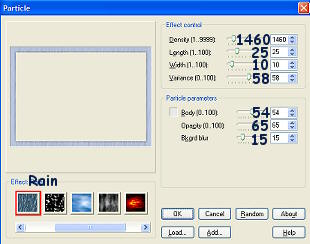 Particle
Effect control
Density (1..9999): 1460 1460
Length (1..100): 25 25
Width (1..100): 10 10
Variance (0..100): 58 58
Particle parameters
Body (0..100): 54 54
Opacity (0..100): 65 65
Bkgrd blur 15 15
Rain
OK Cancel Random About
Load... Add... Help